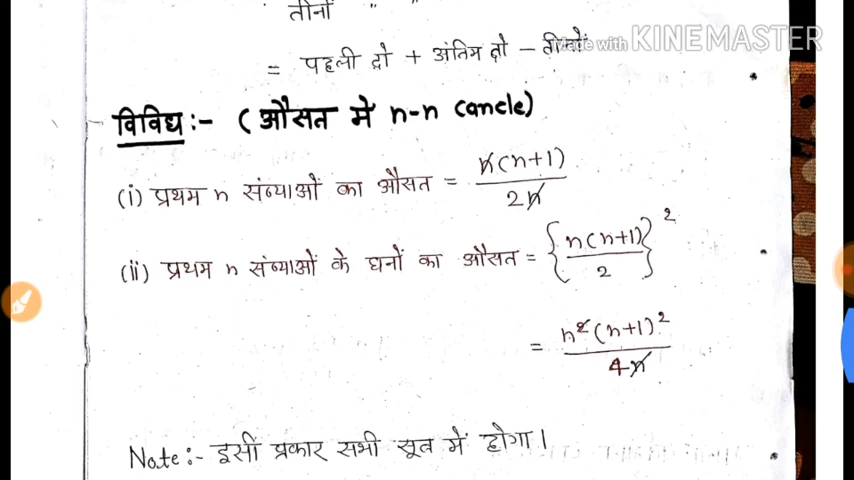 तीनों " "
= पहली दो + अंतिम दो – तीनों
Made with KINEMASTER
विविध :- (औसत में n-n cancle)
(i) प्रथम n संख्याओं का औसत = n(n+1) / 2n
(ii) प्रथम n संख्याओं के घनों का औसत = {n(n+1) / 2}²
= n²(n+1)² / 4n
Note:- इसी प्रकार सभी सूत्र में होगा।